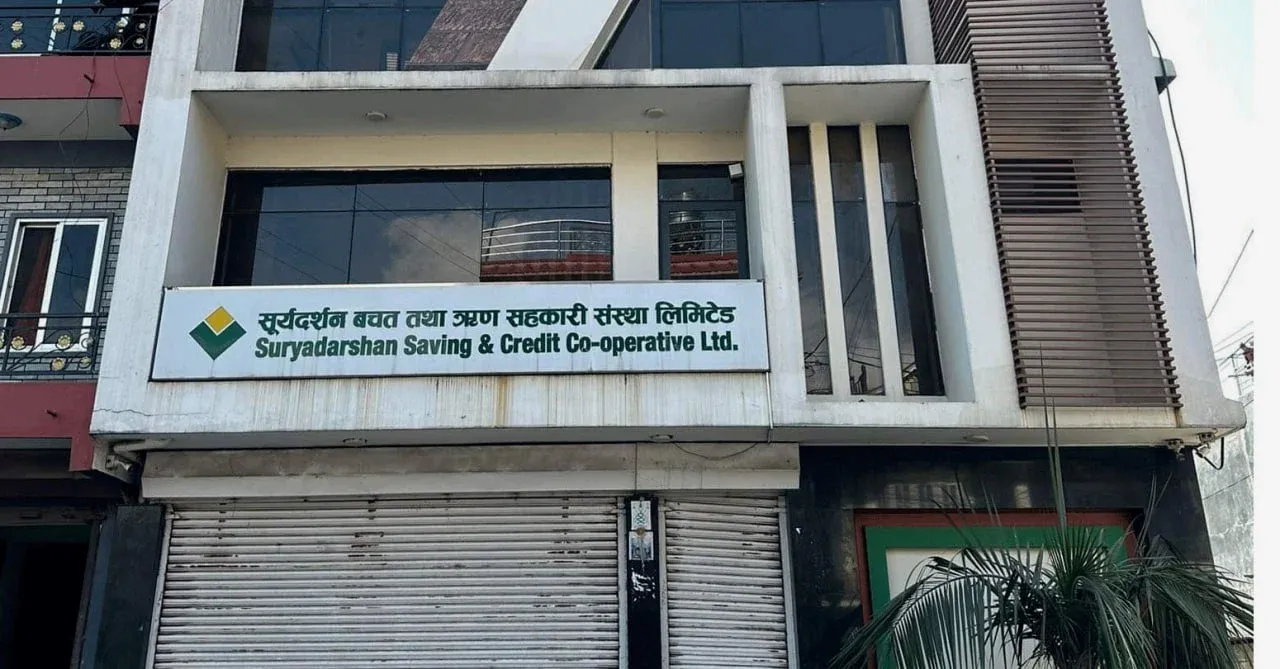 सूर्यदर्शन बचत तथा ऋण सहकारी संस्था लिमिटेड
Suryadarshan Saving & Credit Co-operative Ltd.